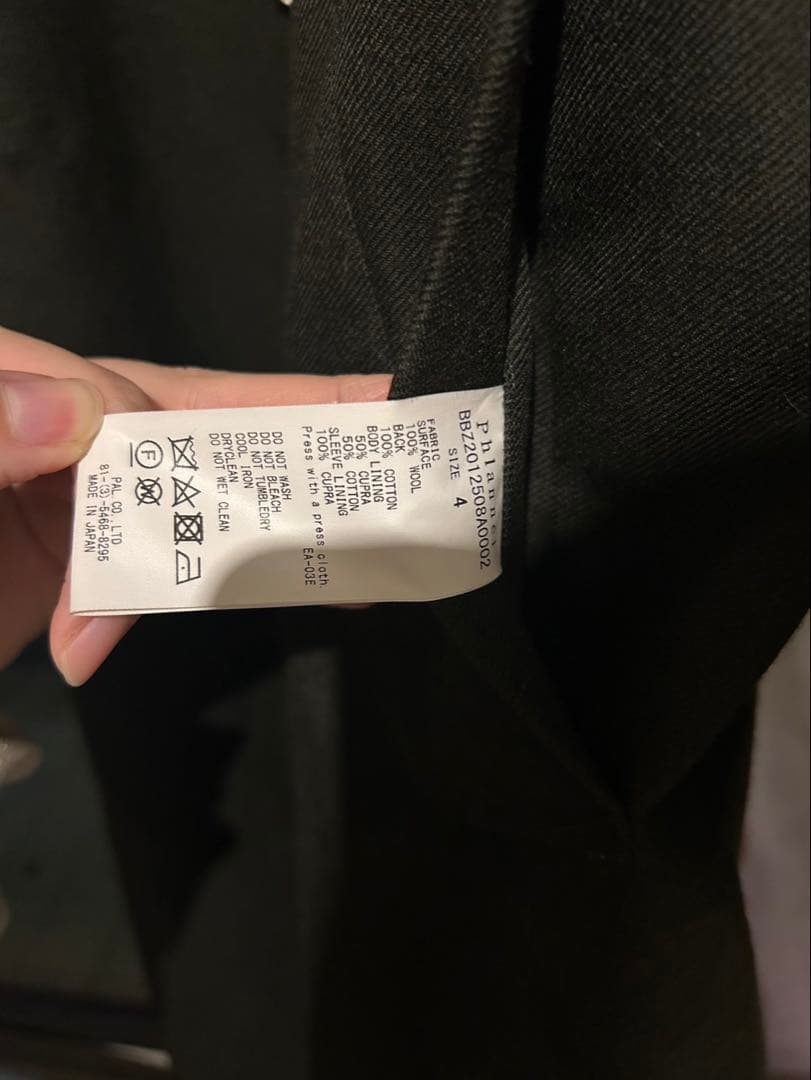 Phlannel
BBZ2012508A0002
SIZE 4
FABRIC
SURFACE
100% WOOL
BACK
100% COTTON
BODY LINING
50% CUPRA
50% COTTON
SLEEVE LINING
100% CUPRA
Press with a press cloth.
EA-03E
DO NOT WASH
DO NOT BLEACH
DO NOT TUMBLEDRY
COOL IRON
DRYCLEAN
DO NOT WET CLEAN
F
W
PAL CO.,LTD
81-(3)-5468-8295
MADE IN JAPAN